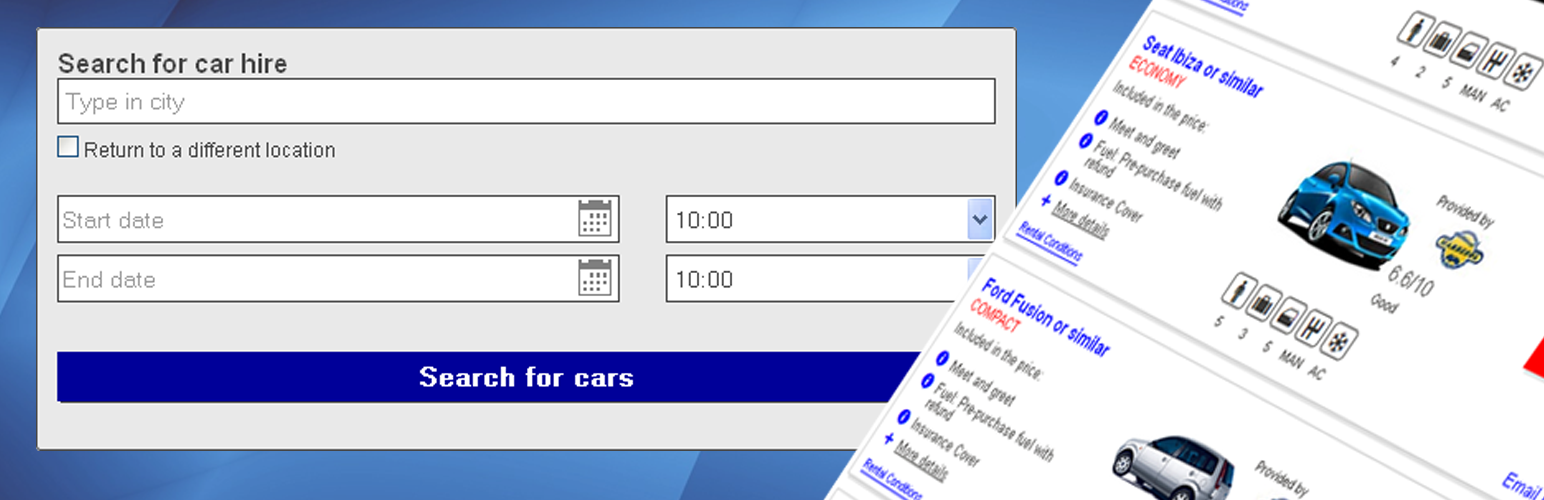 Search for car hire
Type in city
Return to a different location
Start date
10:00
End date
10:00
Search for cars
4 2 5 MAN AC
Seat Ibiza or similar
ECONOMY
Included in the price:
Meet and greet
Fuel: Pre-purchase fuel with
refund
Insurance Cover
+ More details
Rental Conditions
Provided by
6.6/10
Good
5 3 5 MAN AC
Ford Fusion or similar
COMPACT
Included in the price:
Meet and greet
Fuel: Pre-purchase fuel with
refund
Insurance Cover
+ More details
Rental Conditions
Provided by
Email